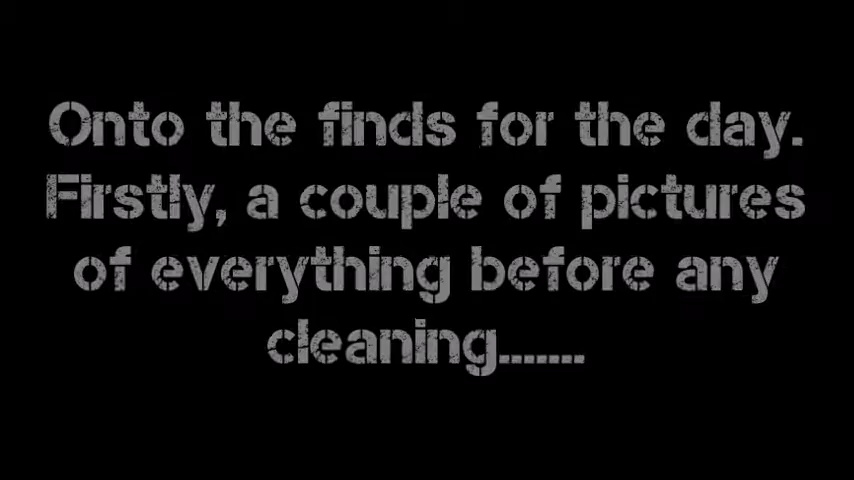 Onto the finds for the day.
Firstly, a couple of pictures
of everything before any
cleaning.......